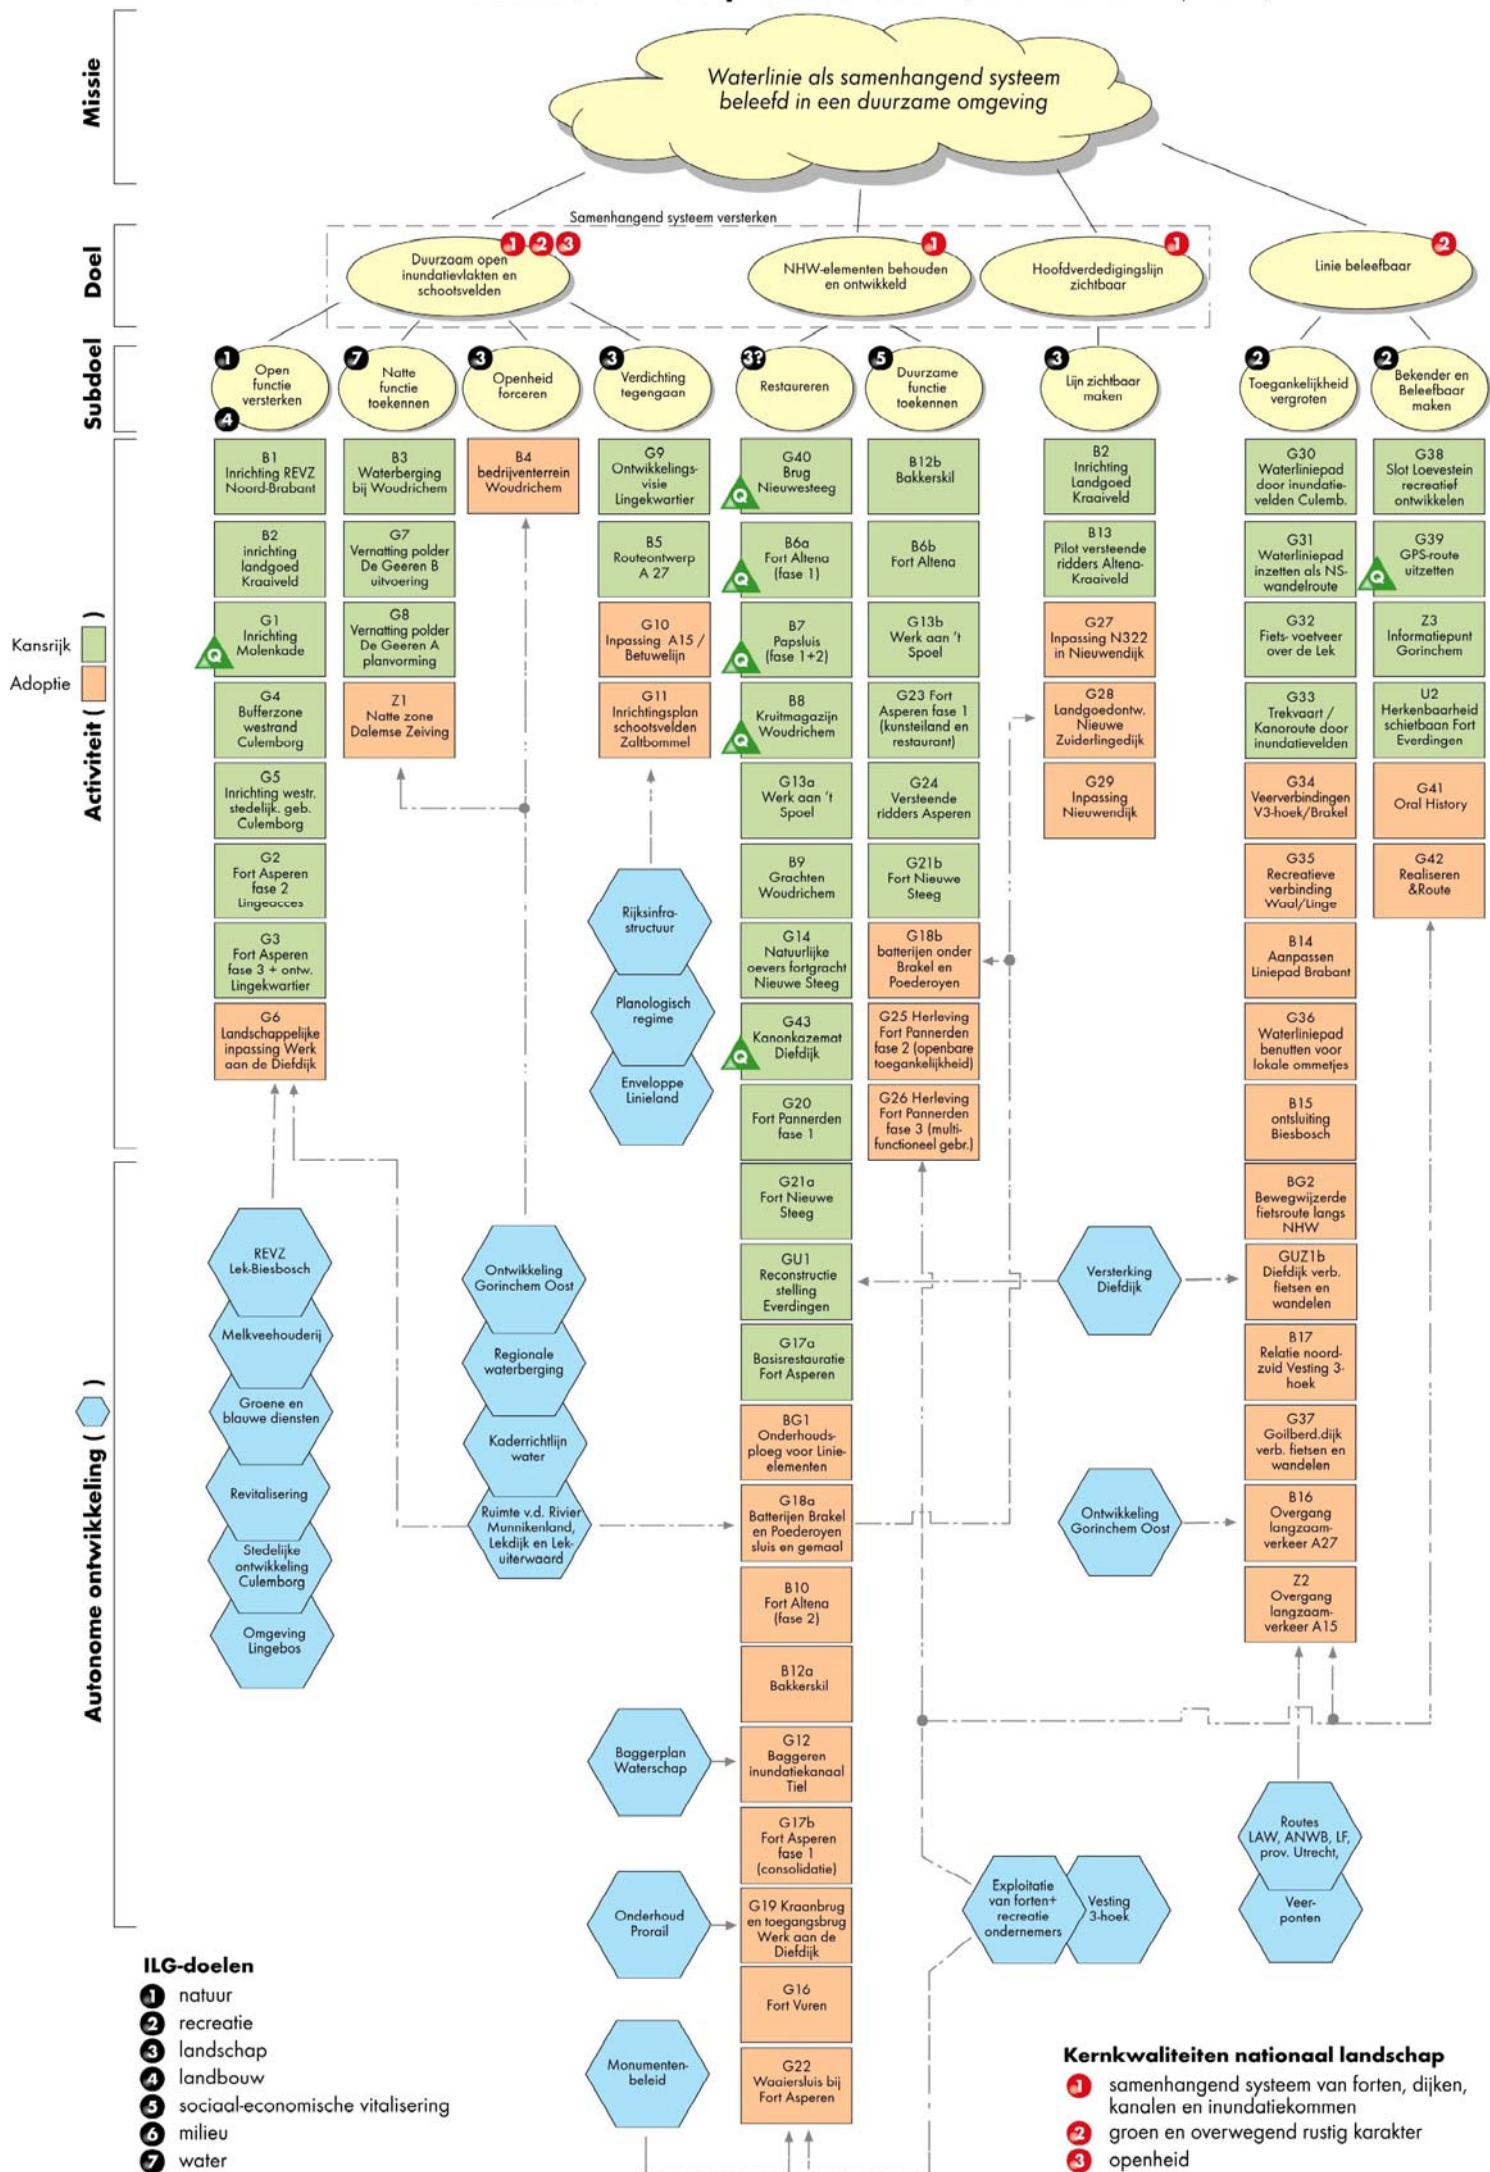 Missie
Waterlinie als samenhangend systeem
beleefd in een duurzame omgeving
Samenhangend systeem versterken
Doel
1 2 3
Duurzaam open
inundatievlakten en
schootsvelden
1
NHW-elementen behouden
en ontwikkeld
1
Hoofdverdedigingslijn
zichtbaar
2
Linie beleefbaar
Subdoel
1
Open
functie
versterken
4
7
Natte
functie
toekennen
3
Openheid
forceren
3
Verdichting
tegengaan
3?
Restaureren
5
Duurzame
functie
toekennen
3
Lijn zichtbaar
maken
2
Toegankelijkheid
vergroten
2
Bekender en
Beleefbaar
maken
Kansrijk
Adoptie
Activiteit ( )
B1
Inrichting REVZ
Noord-Brabant
B2
inrichting
landgoed
Kraaiveld
G1
Inrichting
Molenkade
Q
G4
Bufferzone
westrand
Culemborg
G5
Inrichting westr.
stedelijk. geb.
Culemborg
G2
Fort Asperen
fase 2
Lingeacces
G3
Fort Asperen
fase 3 + ontw.
Lingekwartier
G6
Landschappelijke
inpassing Werk
aan de Diefdijk
B3
Waterberging
bij Woudrichem
G7
Vernatting polder
De Geeren B
uitvoering
G8
Vernatting polder
De Geeren A
planvorming
Z1
Natte zone
Dalemse Zeiving
B4
bedrijventerrein
Woudrichem
G9
Ontwikkelings-
visie
Lingekwartier
B5
Routeontwerp
A 27
G10
Inpassing A15 /
Betuwelijn
G11
Inrichtingsplan
schootsvelden
Zaltbommel
Rijksinfra-
structuur
Planologisch
regime
Enveloppe
Linieland
G40
Brug
Nieuwesteeg
Q
B6a
Fort Altena
(fase 1)
Q
B7
Papsluis
(fase 1+2)
Q
B8
Kruitmagazijn
Woudrichem
Q
G13a
Werk aan 't
Spoel
B9
Grachten
Woudrichem
G14
Natuurlijke
oevers fortgracht
Nieuwe Steeg
G43
Kanonkazemat
Diefdijk
Q
G20
Fort Pannerden
fase 1
G21a
Fort Nieuwe
Steeg
GU1
Reconstructie
stelling
Everdingen
G17a
Basisrestauratie
Fort Asperen
BG1
Onderhouds-
ploeg voor Linie-
elementen
G18a
Batterijen Brakel
en Poederoyen
sluis en gemaal
B10
Fort Altena
(fase 2)
B12a
Bakkerskil
G12
Baggeren
inundatiekanaal
Tiel
G17b
Fort Asperen
fase 1
(consolidatie)
G19 Kraanbrug
en toegangsbrug
Werk aan de
Diefdijk
G16
Fort Vuren
G22
Waaiersluis bij
Fort Asperen
B12b
Bakkerskil
B6b
Fort Altena
G13b
Werk aan 't
Spoel
G23 Fort
Asperen fase 1
(kunsteiland en
restaurant)
G24
Versteende
ridders Asperen
G21b
Fort Nieuwe
Steeg
G18b
batterijen onder
Brakel en
Poederoyen
G25 Herleving
Fort Pannerden
fase 2 (openbare
toegankelijkheid)
G26 Herleving
Fort Pannerden
fase 3 (multi-
functioneel gebr.)
B2
Inrichting
Landgoed
Kraaiveld
B13
Pilot versteende
ridders Altena-
Kraaiveld
G27
Inpassing N322
in Nieuwendijk
G28
Landgoedontw.
Nieuwe
Zuiderlingedijk
G29
Inpassing
Nieuwendijk
G30
Waterliniepad
door inundatie-
velden Culemb.
G31
Waterliniepad
inzetten als NS-
wandelroute
G32
Fiets- voetveer
over de Lek
G33
Trekvaart /
Kanoroute door
inundatievelden
G34
Veerverbindingen
V3-hoek/Brakel
G35
Recreatieve
verbinding
Waal/Linge
B14
Aanpassen
Liniepad Brabant
G36
Waterliniepad
benutten voor
lokale ommetjes
B15
ontsluiting
Biesbosch
BG2
Bewegwijzerde
fietsroute langs
NHW
GUZ1b
Diefdijk verb.
fietsen en
wandelen
B17
Relatie noord-
zuid Vesting 3-
hoek
G37
Goilberd.dijk
verb. fietsen en
wandelen
B16
Overgang
langzaam-
verkeer A27
Z2
Overgang
langzaam-
verkeer A15
G38
Slot Loevestein
recreatief
ontwikkelen
G39
GPS-route
uitzetten
Q
Z3
Informatiepunt
Gorinchem
U2
Herkenbaarheid
schietbaan Fort
Everdingen
G41
Oral History
G42
Realiseren
&Route
Autonome ontwikkeling ( )
REVZ
Lek-Biesbosch
Melkveehouderij
Groene en
blauwe diensten
Revitalisering
Stedelijke
ontwikkeling
Culemborg
Omgeving
Lingebos
Ontwikkeling
Gorinchem Oost
Regionale
waterberging
Kaderrichtlijn
water
Ruimte v.d. Rivier
Munnikenland,
Lekdijk en Lek-
uiterwaard
Versterking
Diefdijk
Ontwikkeling
Gorinchem Oost
Baggerplan
Waterschap
Onderhoud
Prorail
Monumenten-
beleid
Exploitatie
van forten+
recreatie
ondernemers
Vesting
3-hoek
Routes
LAW, ANWB, LF,
prov. Utrecht,
Veer-
ponten
ILG-doelen
1 natuur
2 recreatie
3 landschap
4 landbouw
5 sociaal-economische vitalisering
6 milieu
7 water
Kernkwaliteiten nationaal landschap
1 samenhangend systeem van forten, dijken,
kanalen en inundatiekommen
2 groen en overwegend rustig karakter
3 openheid